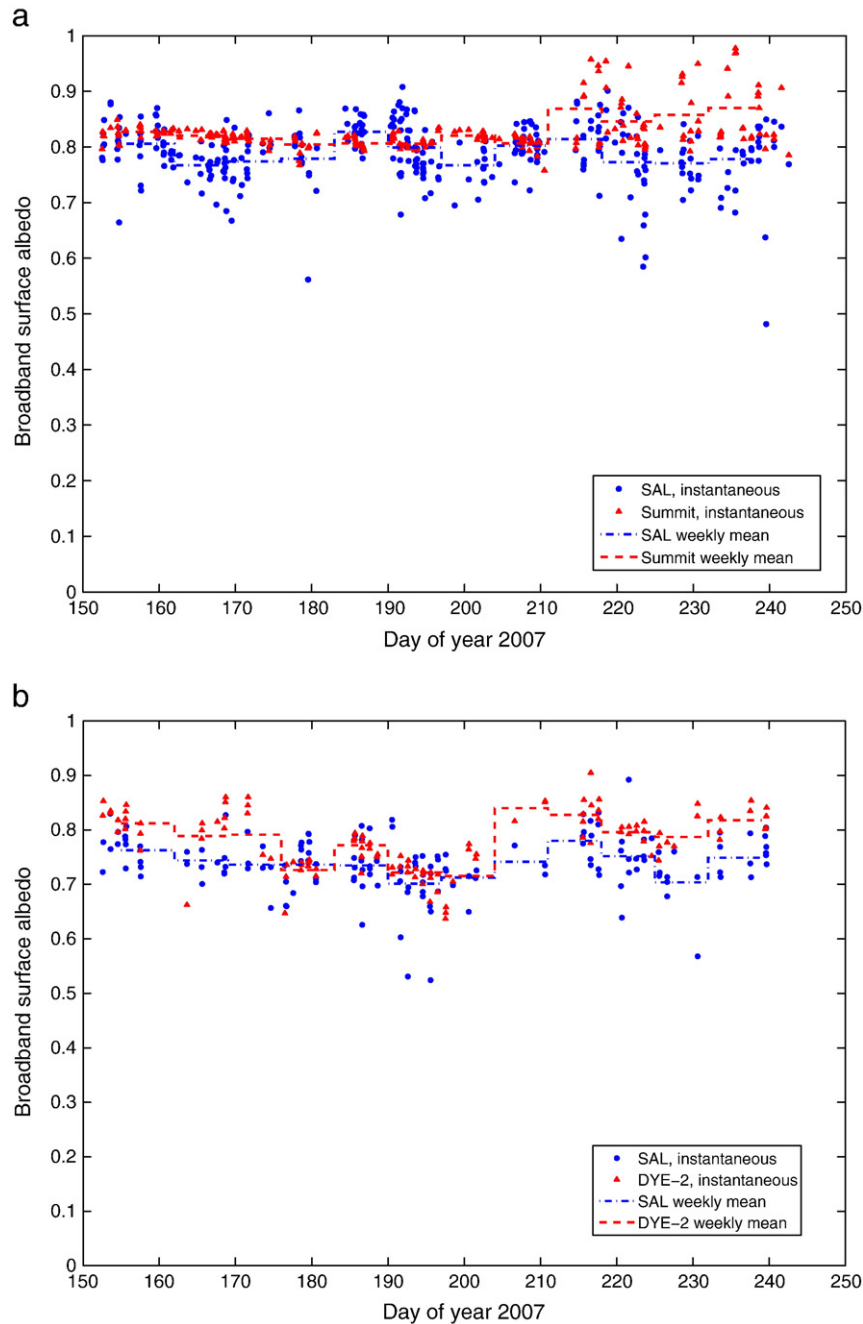 a
1
0.9
0.8
0.7
0.6
0.5
0.4
0.3
0.2
0.1
0
Broadband surface albedo
SAL, instantaneous
Summit, instantaneous
SAL weekly mean
Summit weekly mean
150 160 170 180 190 200 210 220 230 240 250
Day of year 2007
b
1
0.9
0.8
0.7
0.6
0.5
0.4
0.3
0.2
0.1
0
Broadband surface albedo
SAL, instantaneous
DYE-2, instantaneous
SAL weekly mean
DYE-2 weekly mean
150 160 170 180 190 200 210 220 230 240 250
Day of year 2007